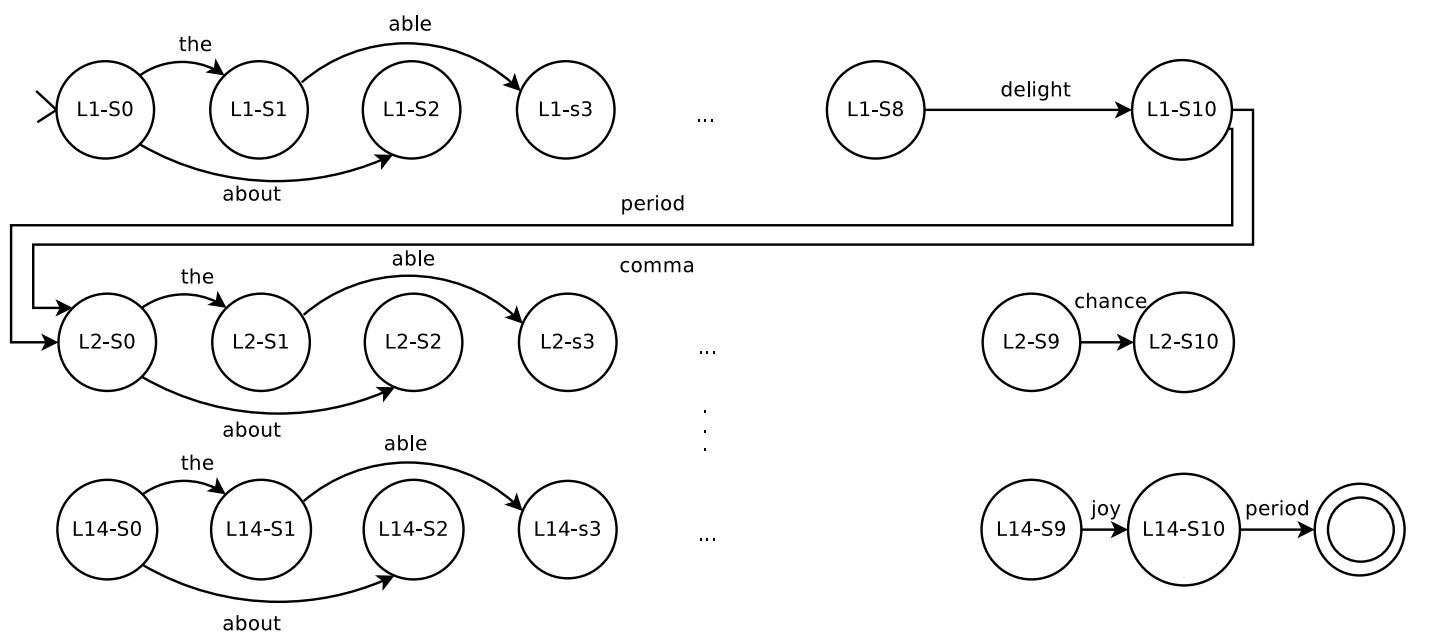 able
the
L1-S0 L1-S1 L1-S2 L1-s3 ... L1-S8 delight L1-S10
about
period
comma
able
the
L2-S0 L2-S1 L2-S2 L2-s3 ... L2-S9 chance L2-S10
about
.
.
.
able
the
L14-S0 L14-S1 L14-S2 L14-s3 ... L14-S9 joy L14-S10 period
about